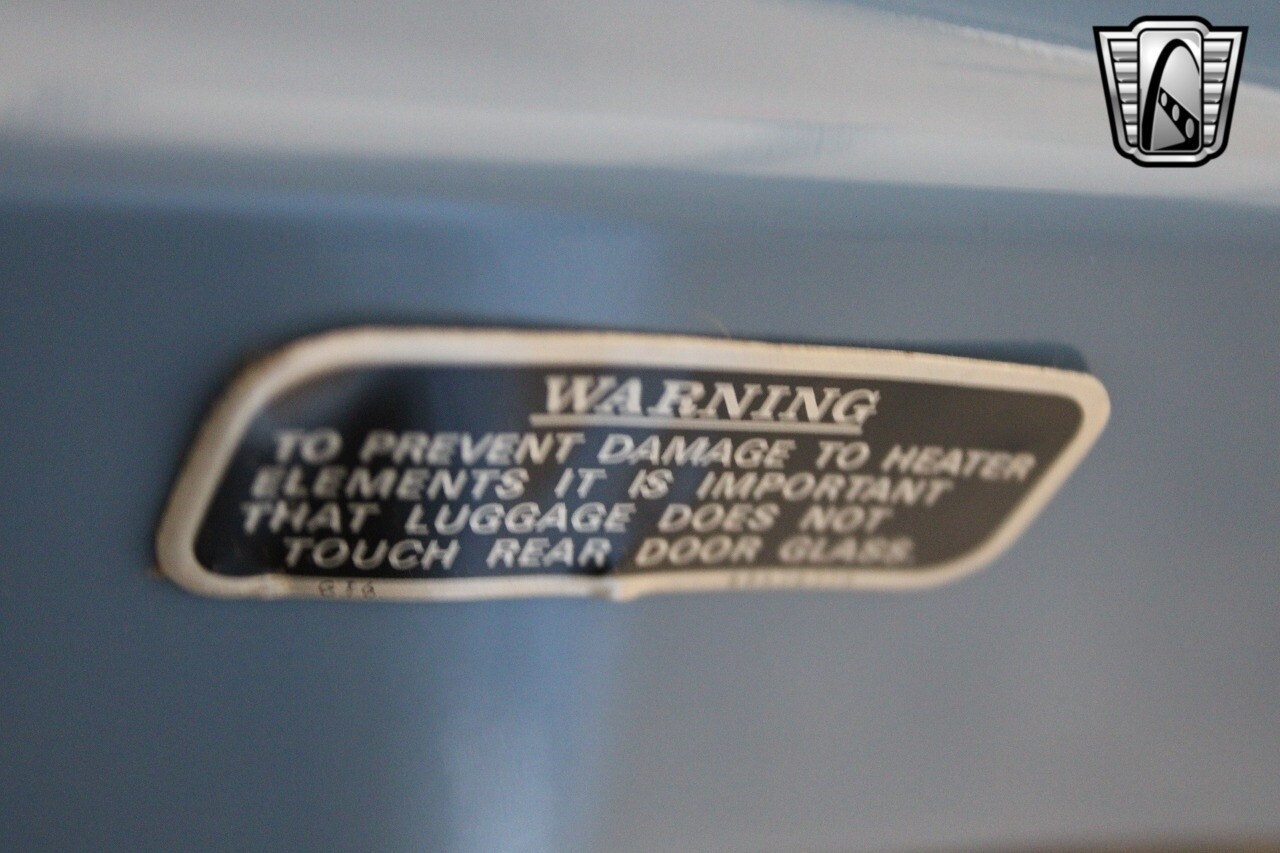 WARNING
TO PREVENT DAMAGE TO HEATER
ELEMENTS IT IS IMPORTANT
THAT LUGGAGE DOES NOT
TOUCH REAR DOOR GLASS.